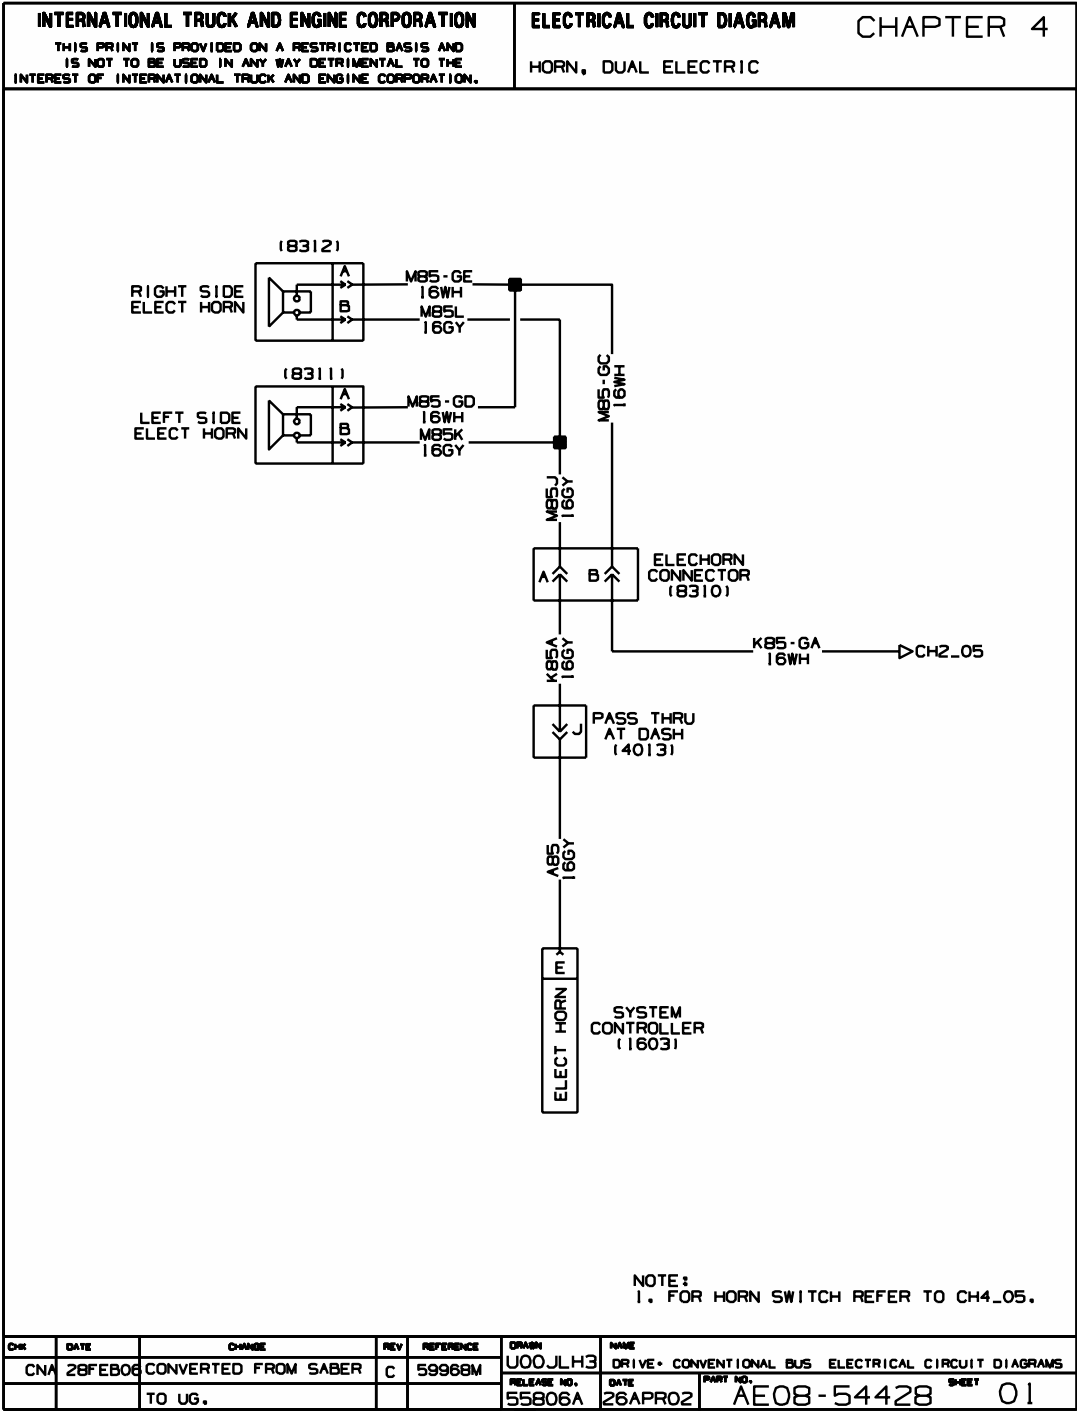 INTERNATIONAL TRUCK AND ENGINE CORPORATION
THIS PRINT IS PROVIDED ON A RESTRICTED BASIS AND
IS NOT TO BE USED IN ANY WAY DETRIMENTAL TO THE
INTEREST OF INTERNATIONAL TRUCK AND ENGINE CORPORATION.
ELECTRICAL CIRCUIT DIAGRAM
CHAPTER 4
HORN, DUAL ELECTRIC
(8312)
RIGHT SIDE
ELECT HORN
A
B
M85-GE
16WH
M85L
16GY
(8311)
LEFT SIDE
ELECT HORN
A
B
M85-GD
16WH
M85K
16GY
M85-GC
16WH
M85J
16GY
A
B
ELECHORN
CONNECTOR
(8310)
K85A
16GY
K85-GA
16WH
CH2_05
J
PASS THRU
AT DASH
(4013)
A85
16GY
E
ELECT HORN
SYSTEM
CONTROLLER
(1603)
NOTE:
1. FOR HORN SWITCH REFER TO CH4_05.
CHK
DATE
CHANGE
REV
REFERENCE
DRAWN
NAME
CNA
28FEB06
CONVERTED FROM SABER
C
59968M
U00JLH3
DRIVE- CONVENTIONAL BUS ELECTRICAL CIRCUIT DIAGRAMS
TO UG.
RELEASE NO.
55806A
DATE
26APR02
PART NO.
AE08-54428
SHEET
01